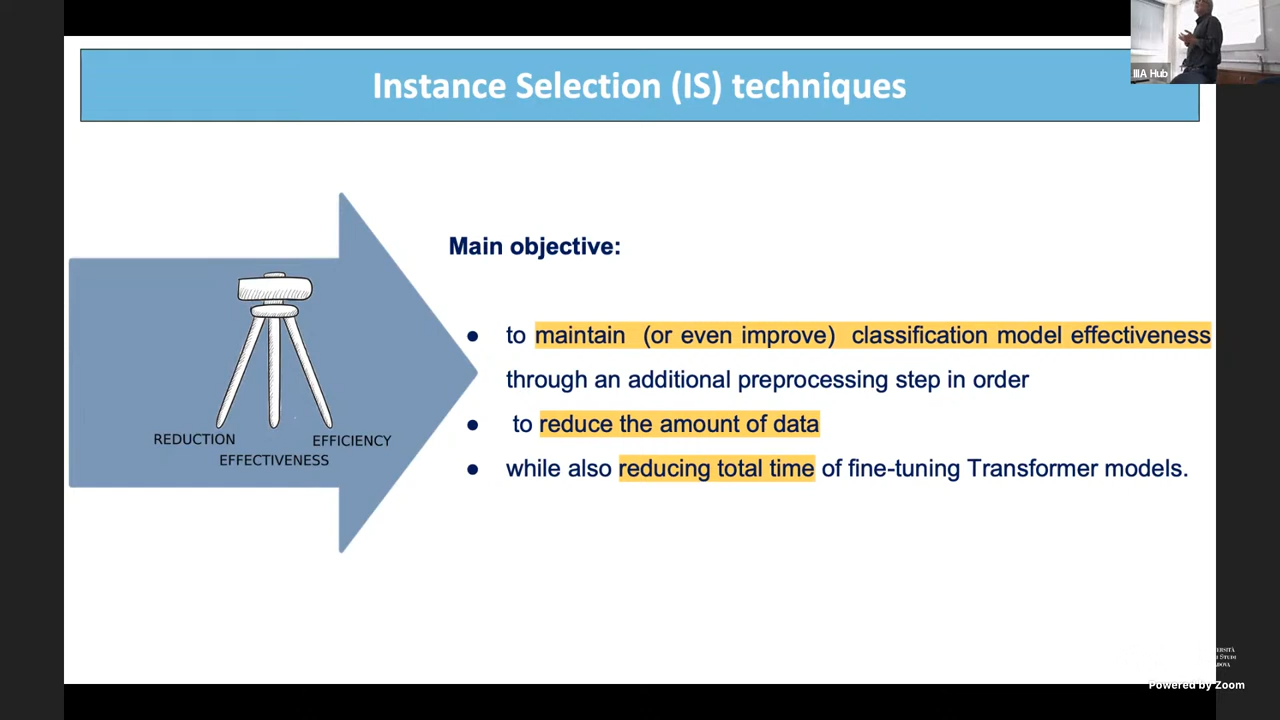 Instance Selection (IS) techniques
IIIA Hub
Main objective:
● to maintain (or even improve) classification model effectiveness
through an additional preprocessing step in order
● to reduce the amount of data
● while also reducing total time of fine-tuning Transformer models.
REDUCTION
EFFICIENCY
EFFECTIVENESS
Powered by Zoom